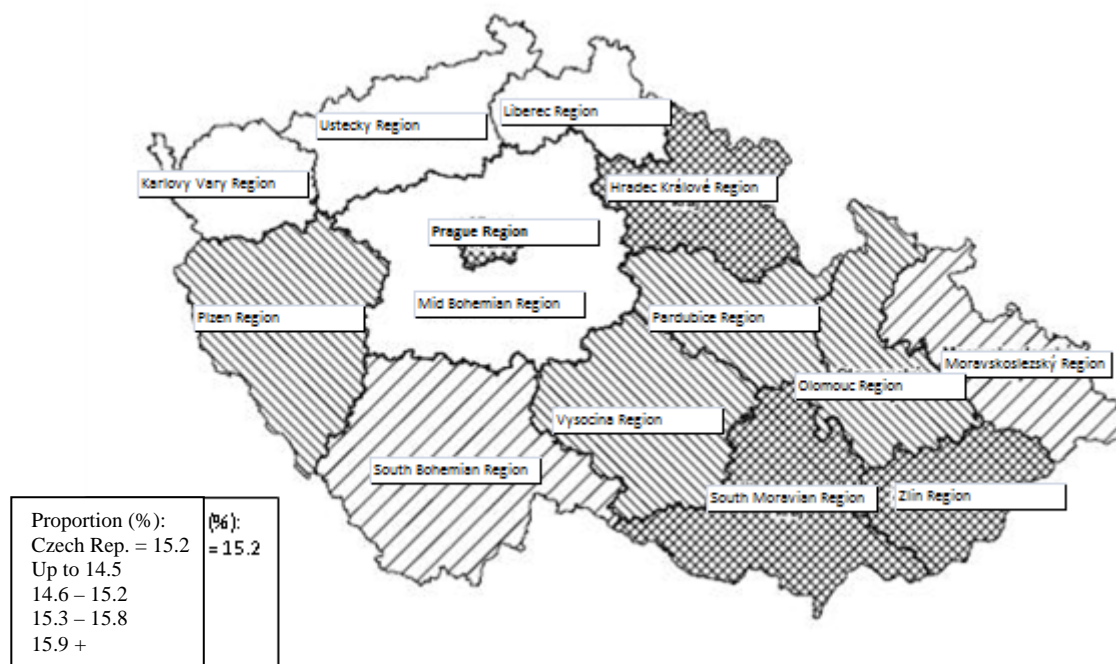 Liberec Region
Ustecky Region
Karlovy Vary Region
Hradec Králové Region
Prague Region
Mid Bohemian Region
Plzen Region
Pardubice Region
Moravskoslezský Region
Olomouc Region
Vysocina Region
South Bohemian Region
South Moravian Region
Zlin Region
Proportion (%):
Czech Rep. = 15.2
Up to 14.5
14.6 – 15.2
15.3 – 15.8
15.9 +
(%):
= 15.2